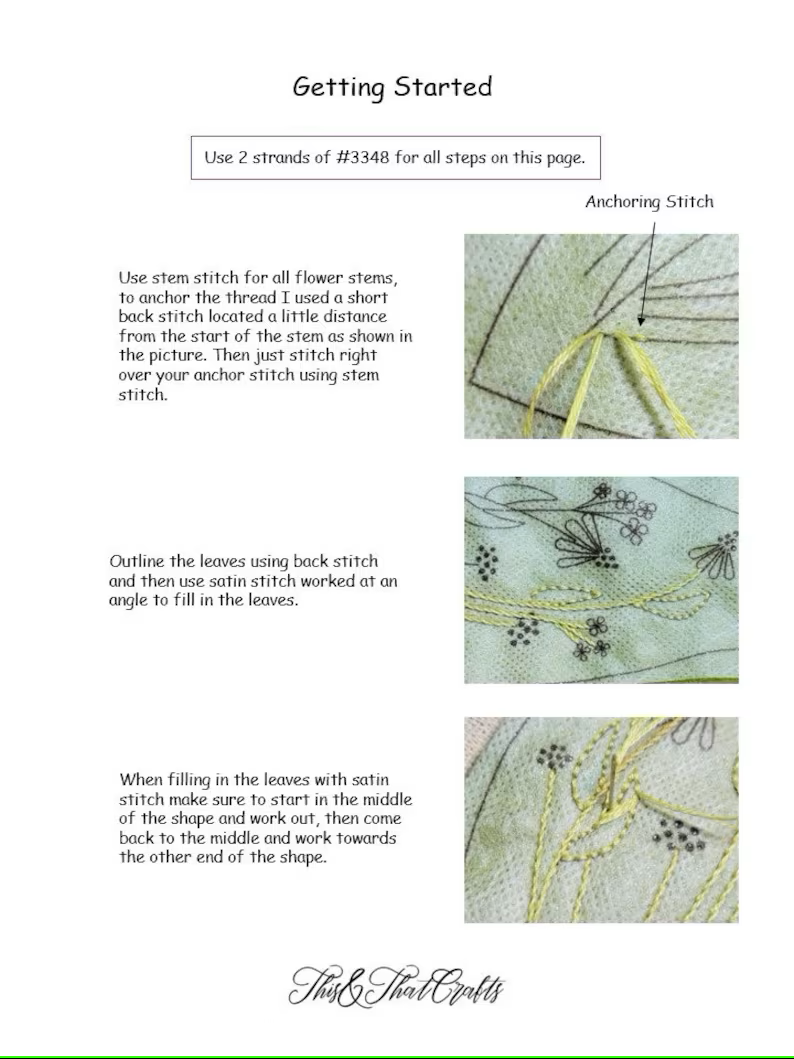 Getting Started
Use 2 strands of #3348 for all steps on this page.
Anchoring Stitch
Use stem stitch for all flower stems,
to anchor the thread I used a short
back stitch located a little distance
from the start of the stem as shown in
the picture. Then just stitch right
over your anchor stitch using stem
stitch.
Outline the leaves using back stitch
and then use satin stitch worked at an
angle to fill in the leaves.
When filling in the leaves with satin
stitch make sure to start in the middle
of the shape and work out, then come
back to the middle and work towards
the other end of the shape.
This&ThatCrafts